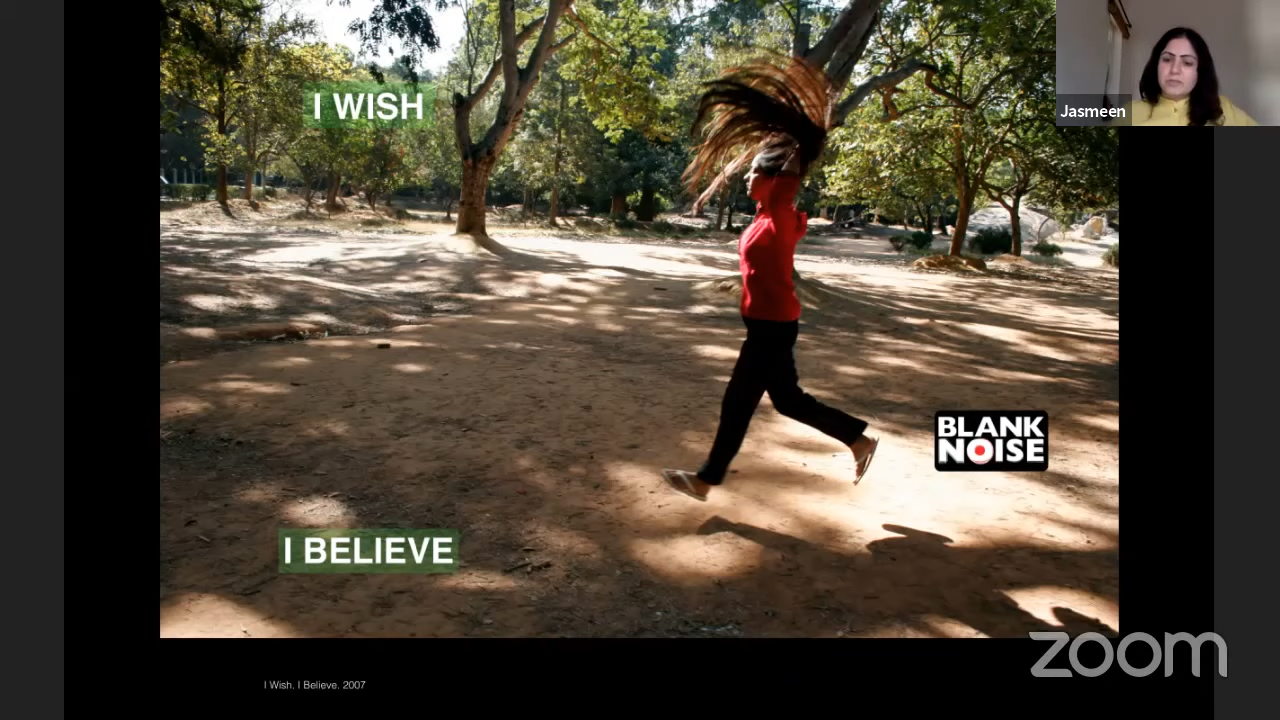 I WISH
Jasmeen
BLANK
NOISE
I BELIEVE
zoom
I Wish. I Believe. 2007